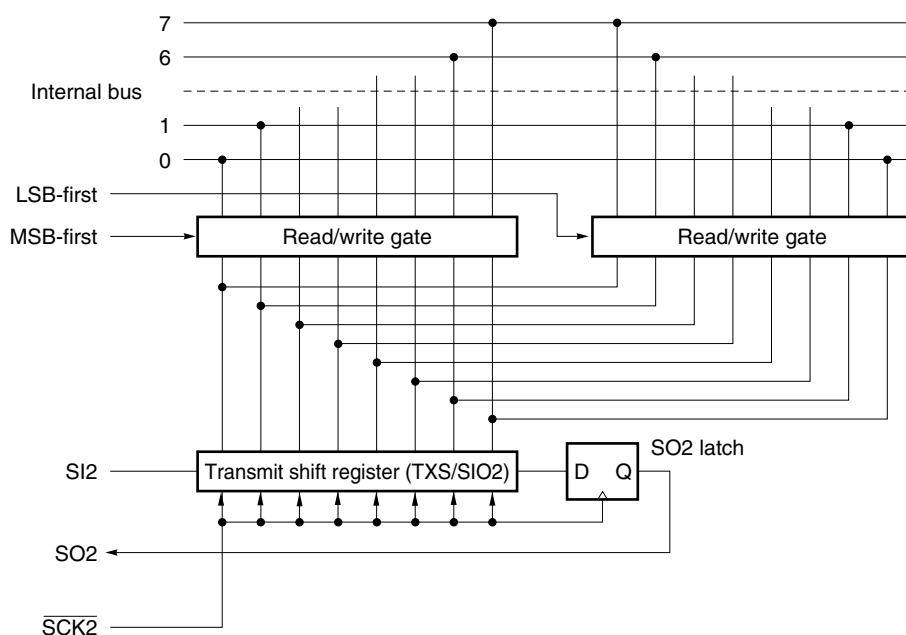 7
6
Internal bus
1
0
LSB-first
MSB-first
Read/write gate
Read/write gate
SI2
Transmit shift register (TXS/SIO2)
D Q
SO2 latch
SO2
SCK2